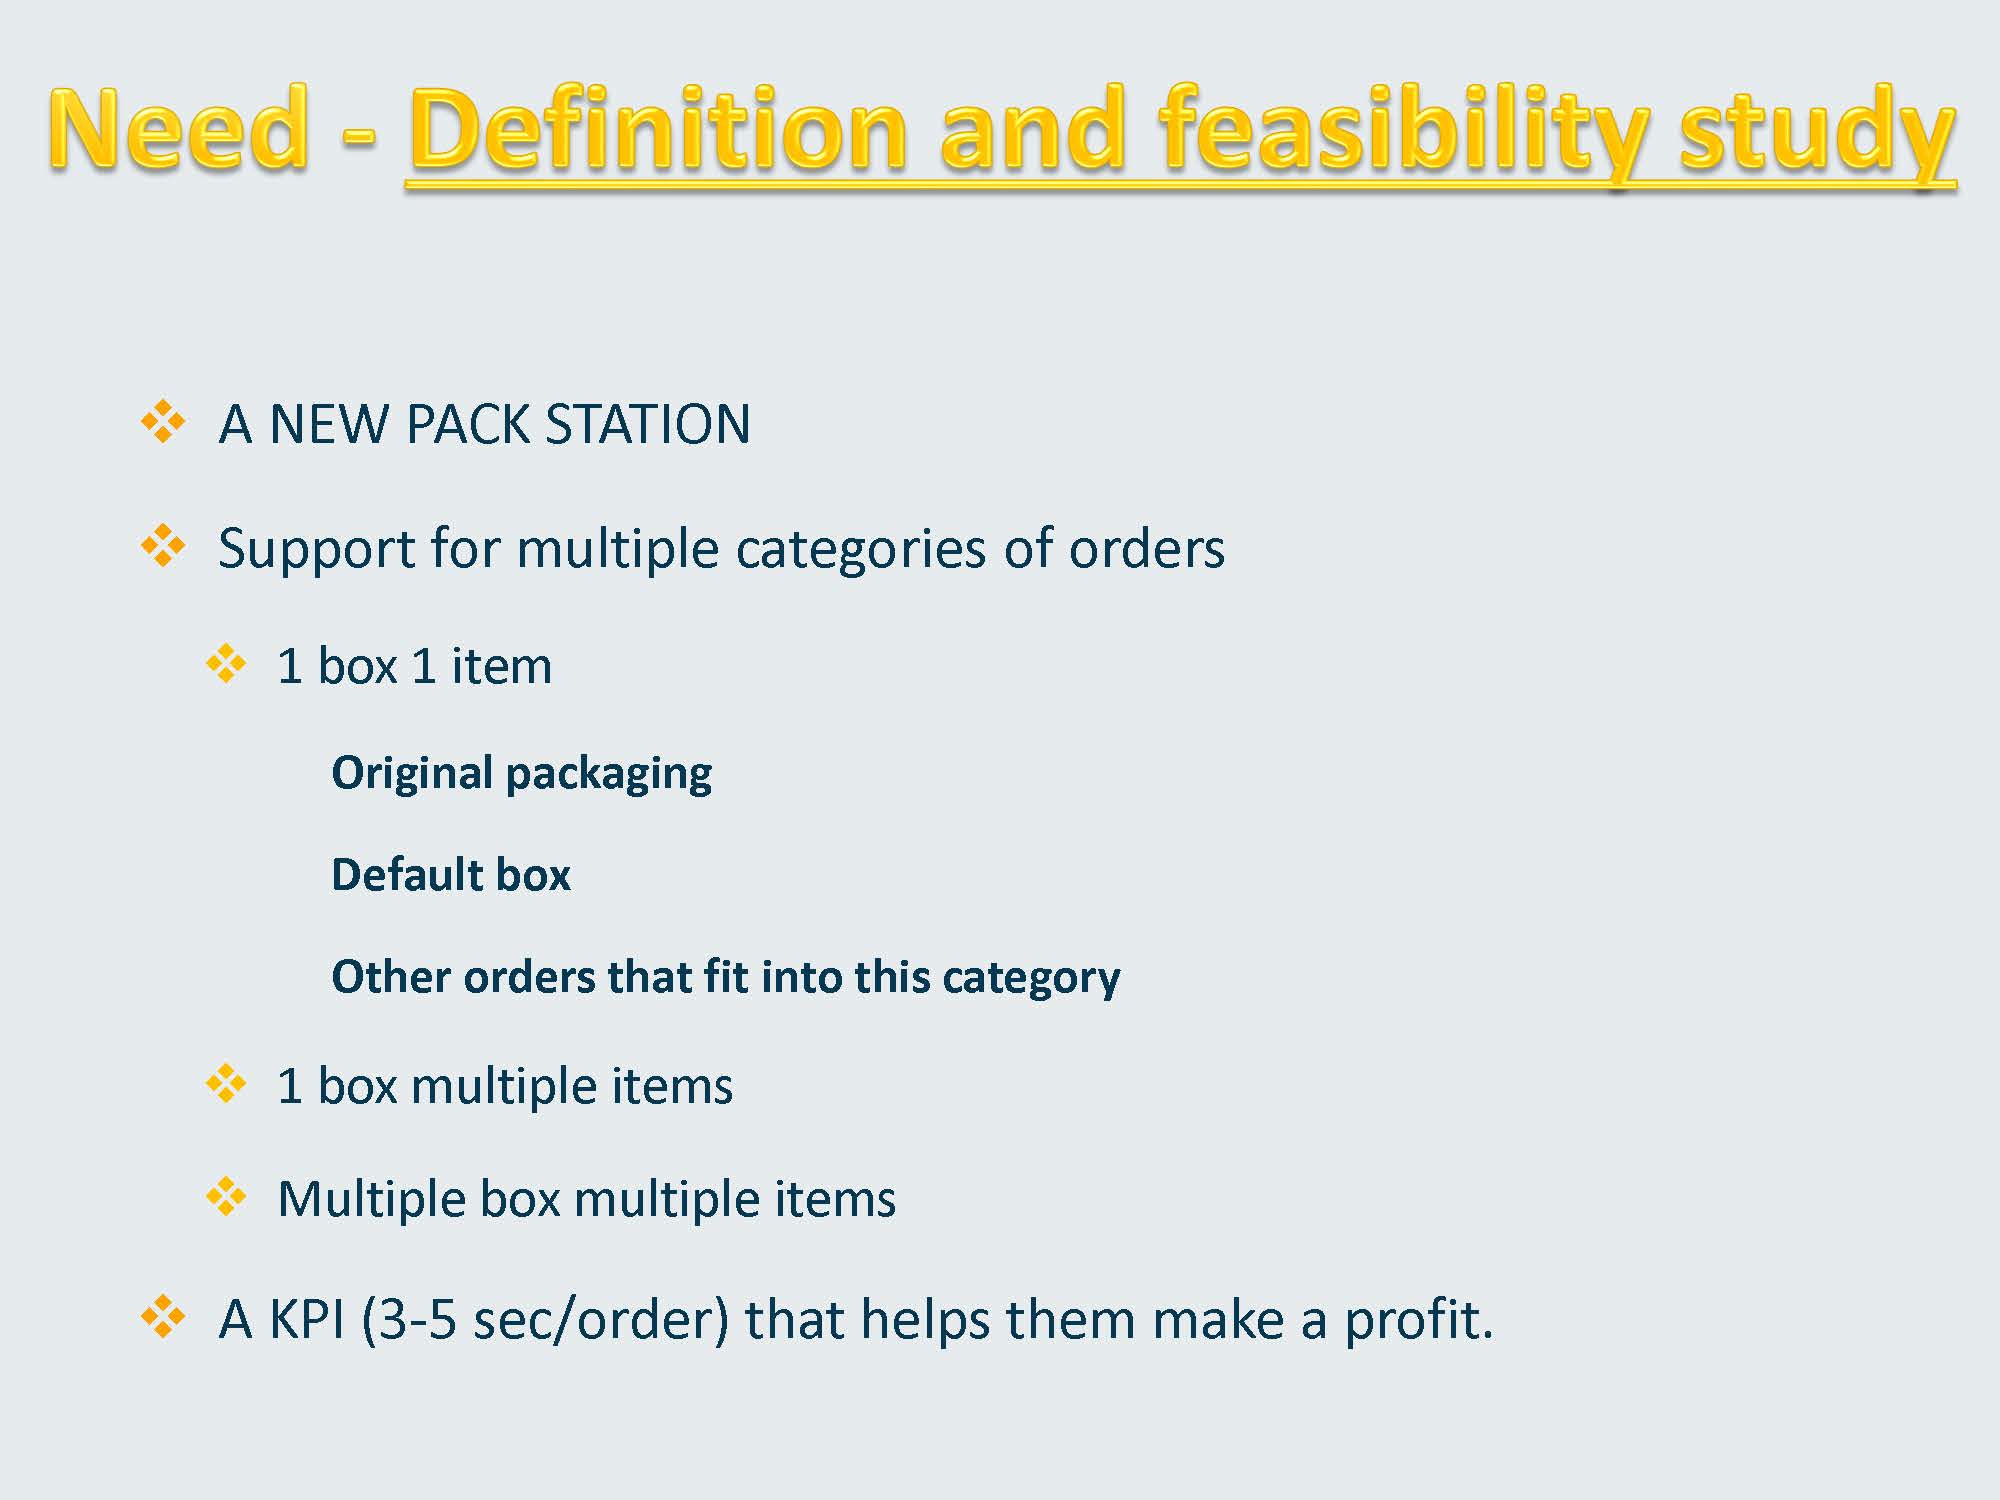 Need - Definition and feasibility study
❖ A NEW PACK STATION
❖ Support for multiple categories of orders
❖ 1 box 1 item
Original packaging
Default box
Other orders that fit into this category
❖ 1 box multiple items
❖ Multiple box multiple items
❖ A KPI (3-5 sec/order) that helps them make a profit.